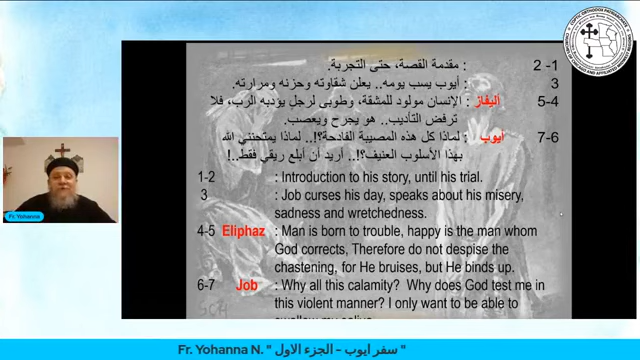 COPTIC ORTHODOX PATRIARCHATE
1- 2 : مقدمة القصة، حتى التجربة.
3 : أيوب يسب يومه.. يعلن شقاوته وحزنه ومرارته.
5-4 أليفاز : الإنسان مولود للمشقة، وطوبى لرجلٍ يؤدبه الرب، فلا
ترفض التأديب.. هو يجرح ويعصب.
7-6 أيوب : لماذا كل هذه المصيبة الفادحة؟!.. لماذا يمتحنني الله
بهذا الأسلوب العنيف؟!.. أريد أن أبلع ريقي فقط..!
1-2 : Introduction to his story, until his trial.
3 : Job curses his day, speaks about his misery,
sadness and wretchedness.
4-5 Eliphaz : Man is born to trouble, happy is the man whom
God corrects, Therefore do not despise the
chastening, for He bruises, but He binds up.
6-7 Job : Why all this calamity? Why does God test me in
this violent manner? I only want to be able to
swallow my saliva
Fr. Yohanna
Fr. Yohanna N. " سفر ايوب - الجزء الاول "